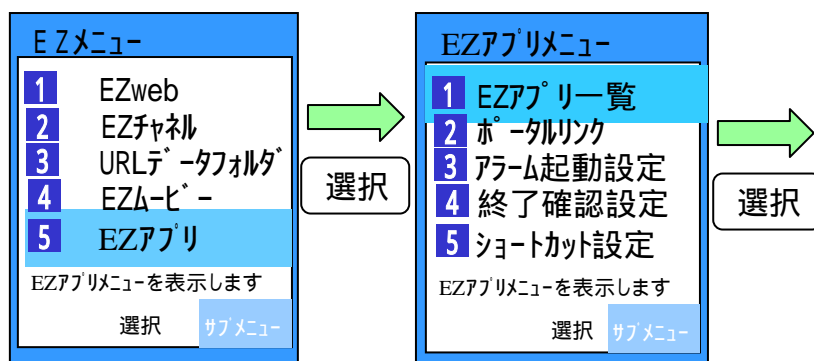 EZメニュー
1 EZweb
2 EZﾁｬﾈﾙ
3 URLﾃﾞｰﾀﾌｫﾙﾀﾞ
4 EZﾑｰﾋﾞｰ
5 EZｱﾌﾟﾘ
EZｱﾌﾟﾘﾒﾆｭｰを表示します
選択 ｻﾌﾞﾒﾆｭｰ
選択
EZｱﾌﾟﾘﾒﾆｭｰ
1 EZｱﾌﾟﾘ一覧
2 ﾎﾟｰﾀﾙﾘﾝｸ
3 ｱﾗｰﾑ起動設定
4 終了確認設定
5 ｼｮｰﾄｶｯﾄ設定
EZｱﾌﾟﾘﾒﾆｭｰを表示します
選択 ｻﾌﾞﾒﾆｭｰ
選択